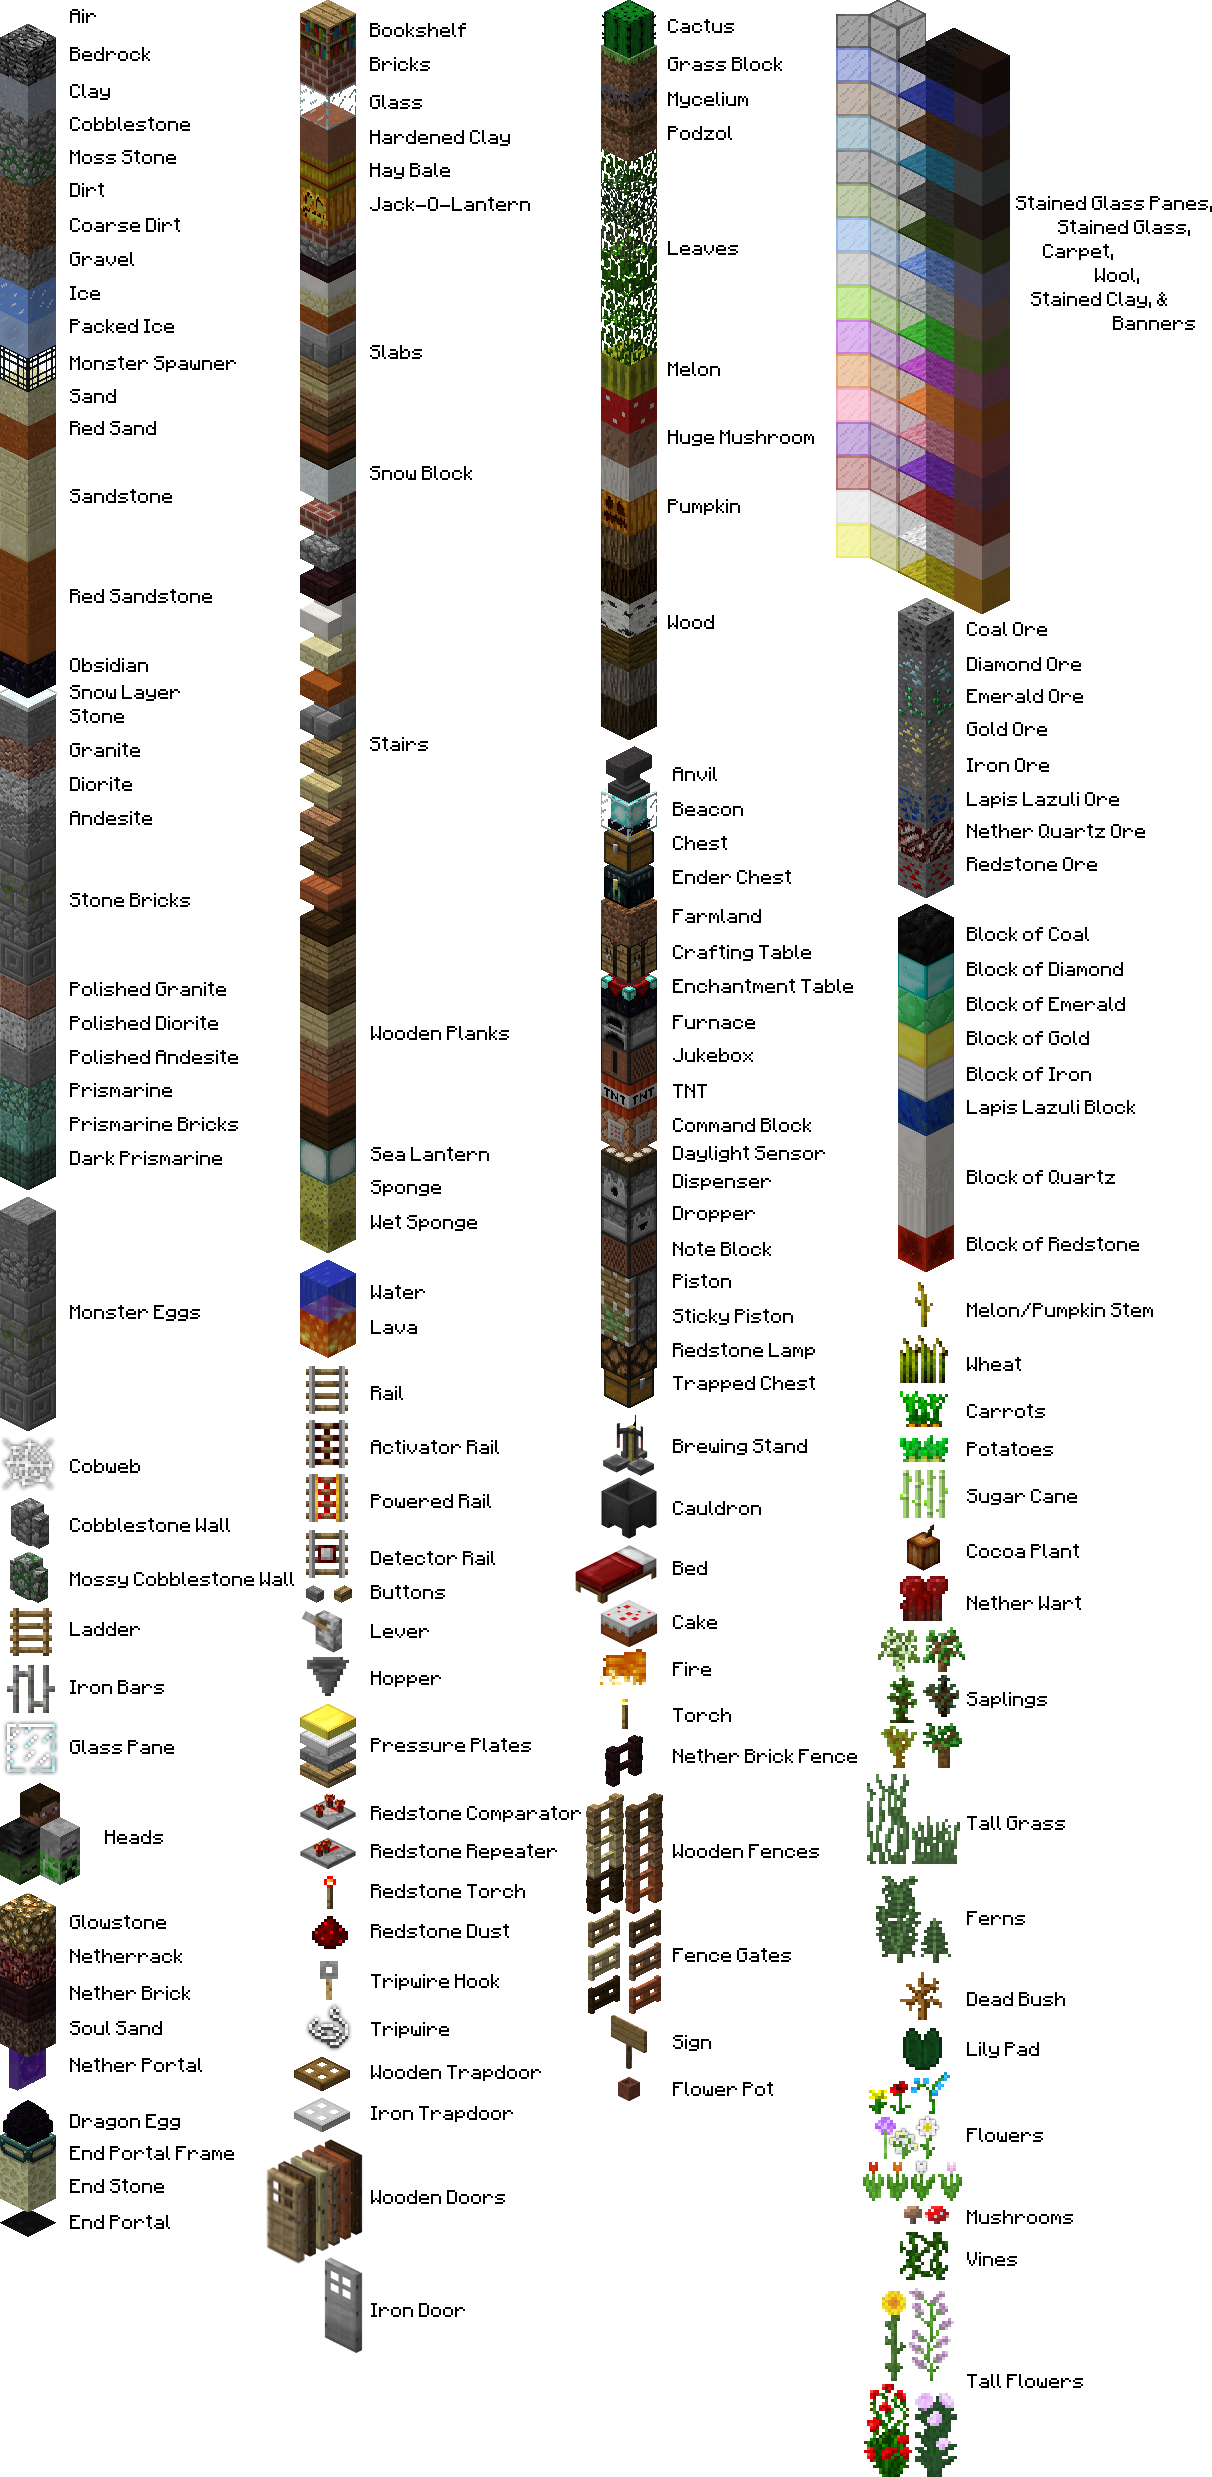 Air
Bedrock
Clay
Cobblestone
Moss Stone
Dirt
Coarse Dirt
Gravel
Ice
Packed Ice
Monster Spawner
Sand
Red Sand
Sandstone
Red Sandstone
Obsidian
Snow Layer
Stone
Granite
Diorite
Andesite
Stone Bricks
Polished Granite
Polished Diorite
Polished Andesite
Prismarine
Prismarine Bricks
Dark Prismarine
Monster Eggs
Cobweb
Cobblestone Wall
Mossy Cobblestone Wall
Ladder
Iron Bars
Glass Pane
Heads
Glowstone
Netherrack
Nether Brick
Soul Sand
Nether Portal
Dragon Egg
End Portal Frame
End Stone
End Portal
Bookshelf
Bricks
Glass
Hardened Clay
Hay Bale
Jack-O-Lantern
Slabs
Snow Block
Stairs
Wooden Planks
Sea Lantern
Sponge
Wet Sponge
Water
Lava
Rail
Activator Rail
Powered Rail
Detector Rail
Buttons
Lever
Hopper
Pressure Plates
Redstone Comparator
Redstone Repeater
Redstone Torch
Redstone Dust
Tripwire Hook
Tripwire
Wooden Trapdoor
Iron Trapdoor
Wooden Doors
Iron Door
Cactus
Grass Block
Mycelium
Podzol
Leaves
Melon
Huge Mushroom
Pumpkin
Wood
Anvil
Beacon
Chest
Ender Chest
Farmland
Crafting Table
Enchantment Table
Furnace
Jukebox
TNT TNT
TNT
Command Block
Daylight Sensor
Dispenser
Dropper
Note Block
Piston
Sticky Piston
Redstone Lamp
Trapped Chest
Brewing Stand
Cauldron
Bed
Cake
Fire
Torch
Nether Brick Fence
Wooden Fences
Fence Gates
Sign
Flower Pot
Stained Glass Panes,
Stained Glass,
Carpet,
Wool,
Stained Clay, &
Banners
Coal Ore
Diamond Ore
Emerald Ore
Gold Ore
Iron Ore
Lapis Lazuli Ore
Nether Quartz Ore
Redstone Ore
Block of Coal
Block of Diamond
Block of Emerald
Block of Gold
Block of Iron
Lapis Lazuli Block
Block of Quartz
Block of Redstone
Melon/Pumpkin Stem
Wheat
Carrots
Potatoes
Sugar Cane
Cocoa Plant
Nether Wart
Saplings
Tall Grass
Ferns
Dead Bush
Lily Pad
Flowers
Mushrooms
Vines
Tall Flowers